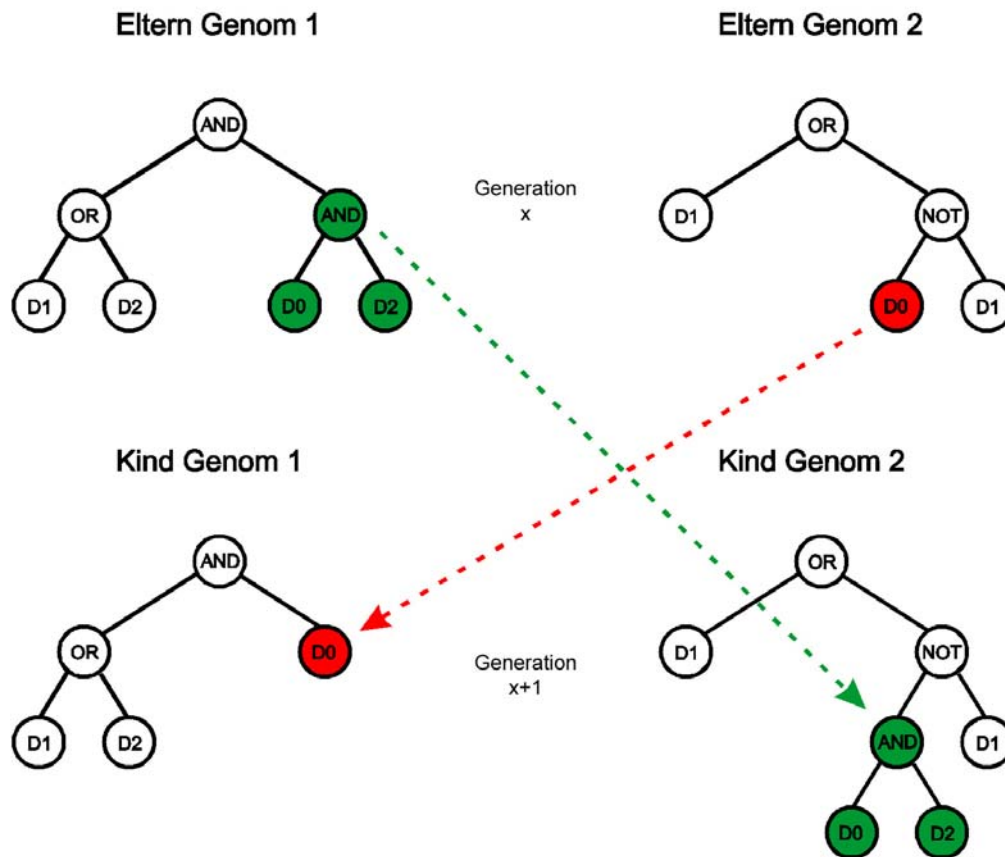 Eltern Genom 1
AND
OR
AND
D1
D2
D0
D2
Generation
x
Eltern Genom 2
OR
D1
NOT
D0
D1
Kind Genom 1
AND
OR
D0
D1
D2
Generation
x+1
Kind Genom 2
OR
D1
NOT
AND
D1
D0
D2